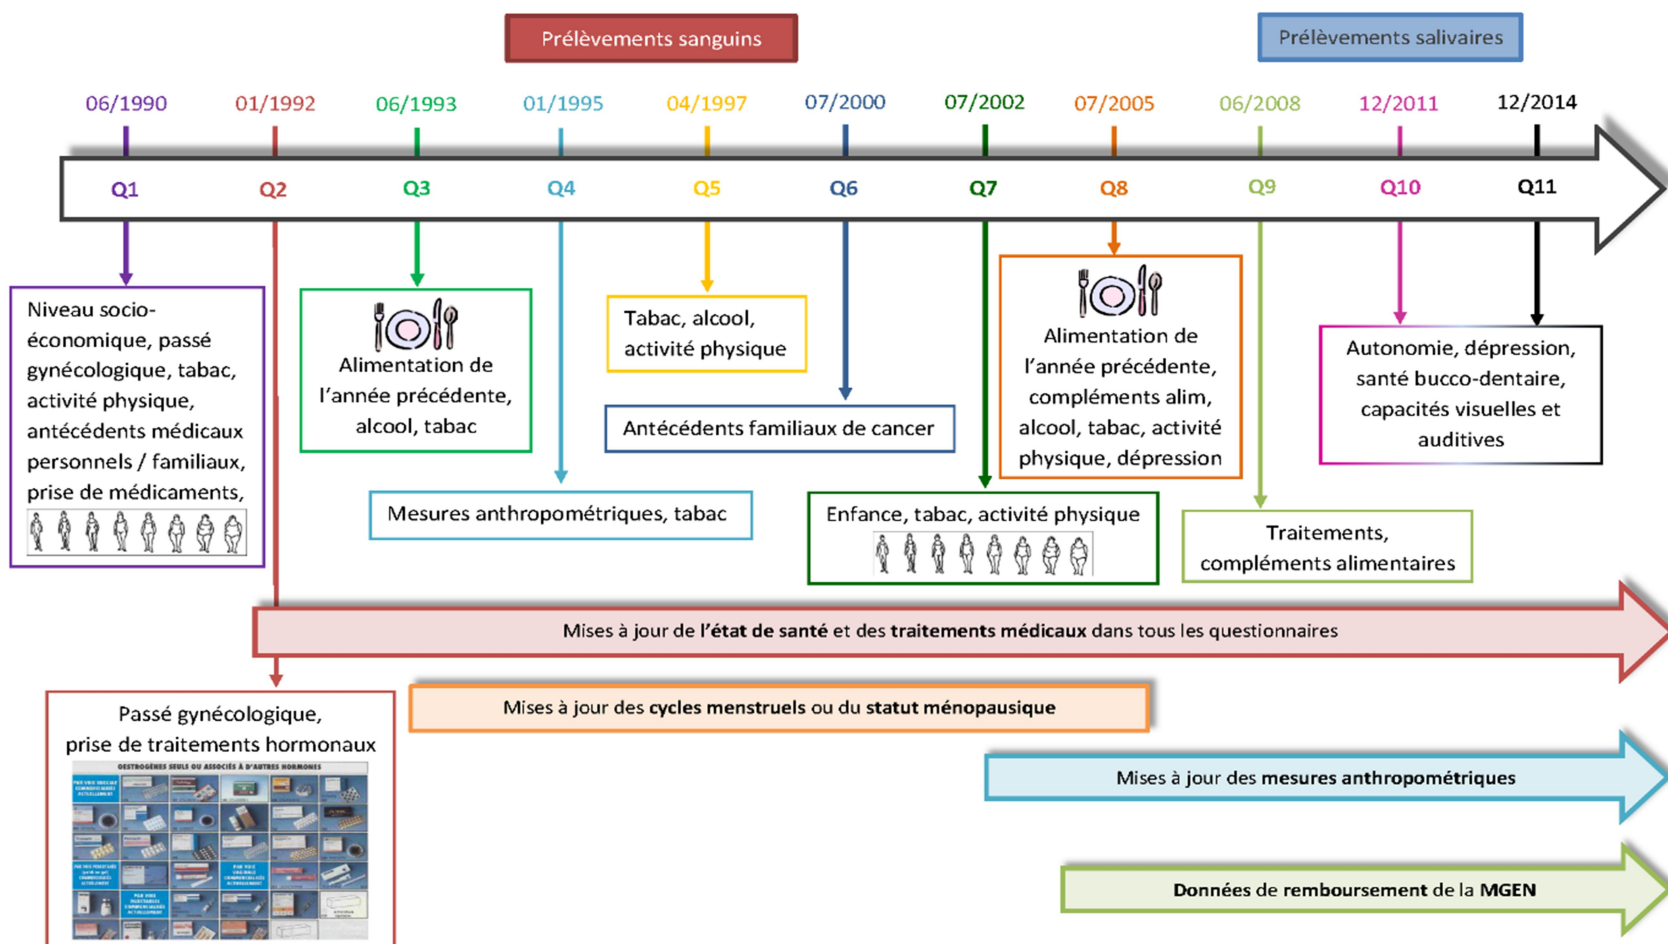 Prélèvements sanguins
Prélèvements salivaires
06/1990
01/1992
06/1993
01/1995
04/1997
07/2000
07/2002
07/2005
06/2008
12/2011
12/2014
Q1
Q2
Q3
Q4
Q5
Q6
Q7
Q8
Q9
Q10
Q11
Niveau socio-
économique, passé
gynécologique, tabac,
activité physique,
antécédents médicaux
personnels / familiaux,
prise de médicaments,
Alimentation de
l'année précédente,
alcool, tabac
Mesures anthropométriques, tabac
Tabac, alcool,
activité physique
Antécédents familiaux de cancer
Enfance, tabac, activité physique
Alimentation de
l'année précédente,
compléments alim,
alcool, tabac, activité
physique, dépression
Traitements,
compléments alimentaires
Autonomie, dépression,
santé bucco-dentaire,
capacités visuelles et
auditives
Mises à jour de l'état de santé et des traitements médicaux dans tous les questionnaires
Passé gynécologique,
prise de traitements hormonaux
OESTROGÈNES SEULS OU ASSOCIÉS À D'AUTRES HORMONES
Mises à jour des cycles menstruels ou du statut ménopausique
Mises à jour des mesures anthropométriques
Données de remboursement de la MGEN